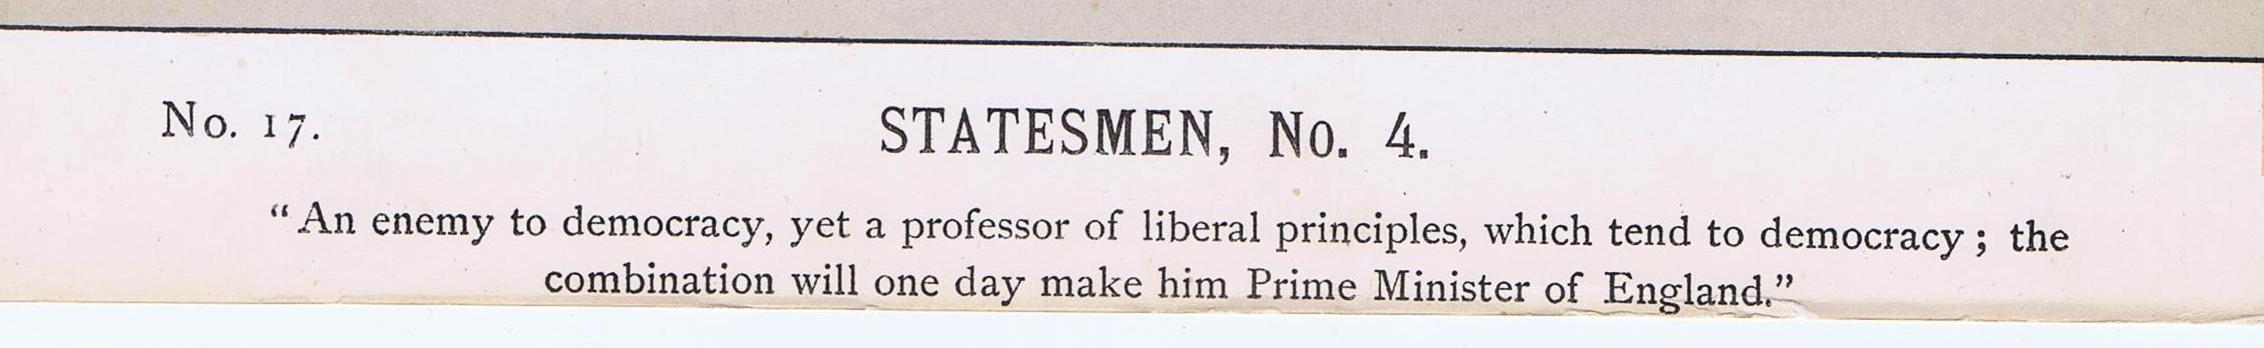 No. 17. STATESMEN, No. 4.
“An enemy to democracy, yet a professor of liberal principles, which tend to democracy; the
combination will one day make him Prime Minister of England.”